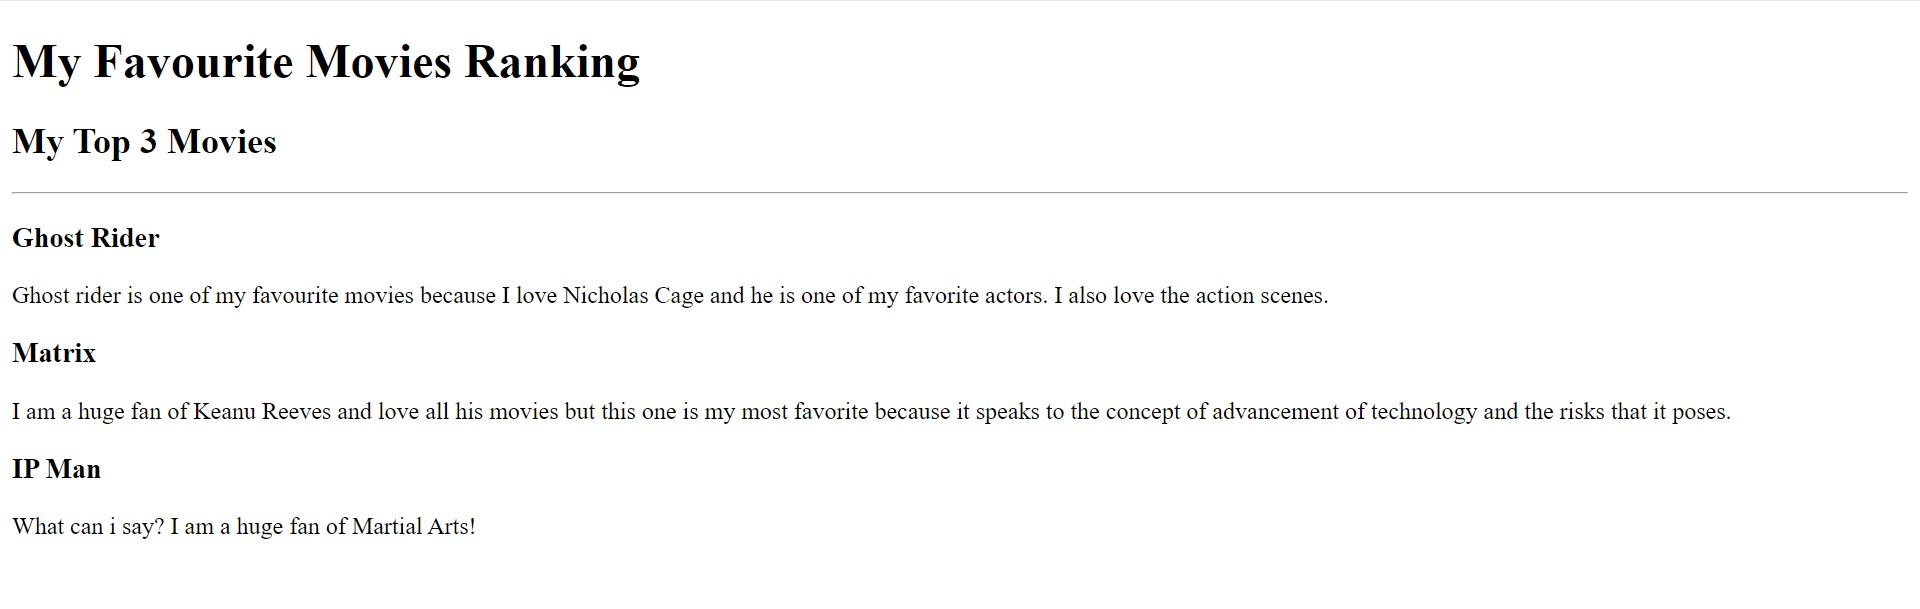 My Favourite Movies Ranking
My Top 3 Movies
Ghost Rider
Ghost rider is one of my favourite movies because I love Nicholas Cage and he is one of my favorite actors. I also love the action scenes.
Matrix
I am a huge fan of Keanu Reeves and love all his movies but this one is my most favorite because it speaks to the concept of advancement of technology and the risks that it poses.
IP Man
What can i say? I am a huge fan of Martial Arts!